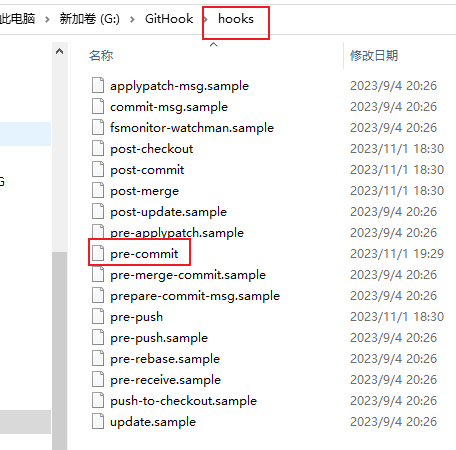 此电脑 › 新加卷 (G:) › GitHook › hooks
名称 修改日期
applypatch-msg.sample 2023/9/4 20:26
commit-msg.sample 2023/9/4 20:26
fsmonitor-watchman.sample 2023/9/4 20:26
post-checkout 2023/11/1 18:30
post-commit 2023/11/1 18:30
post-merge 2023/11/1 18:30
post-update.sample 2023/9/4 20:26
pre-applypatch.sample 2023/9/4 20:26
pre-commit 2023/11/1 19:29
pre-merge-commit.sample 2023/9/4 20:26
prepare-commit-msg.sample 2023/9/4 20:26
pre-push 2023/11/1 18:30
pre-push.sample 2023/9/4 20:26
pre-rebase.sample 2023/9/4 20:26
pre-receive.sample 2023/9/4 20:26
push-to-checkout.sample 2023/9/4 20:26
update.sample 2023/9/4 20:26